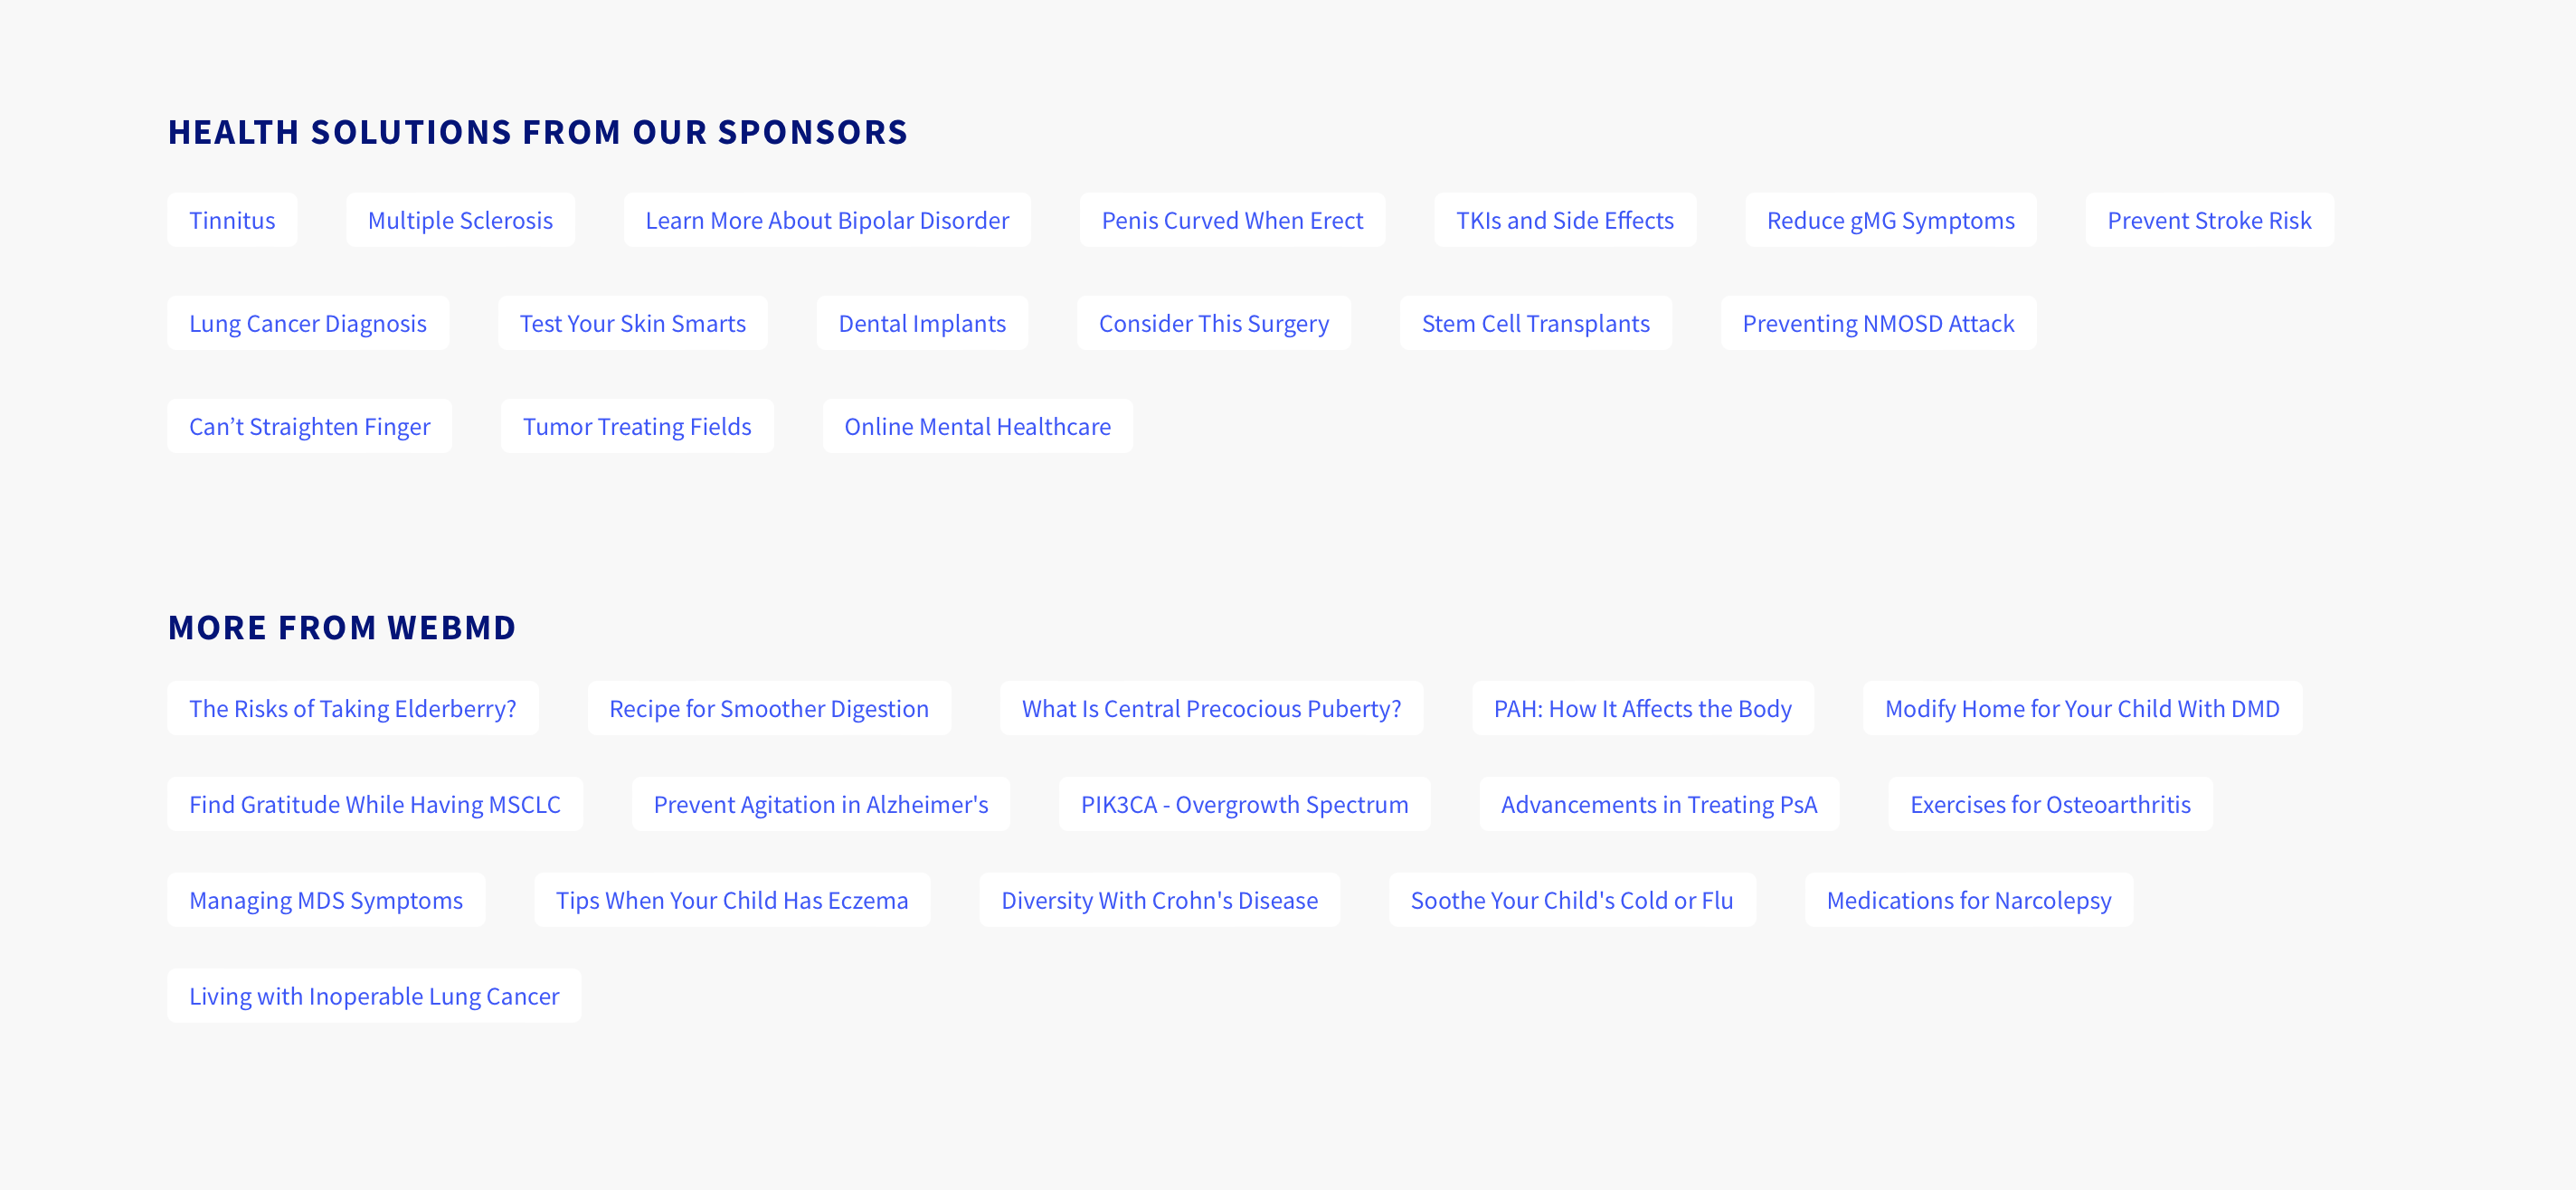 HEALTH SOLUTIONS FROM OUR SPONSORS
Tinnitus Multiple Sclerosis Learn More About Bipolar Disorder Penis Curved When Erect TKIs and Side Effects Reduce gMG Symptoms Prevent Stroke Risk
Lung Cancer Diagnosis Test Your Skin Smarts Dental Implants Consider This Surgery Stem Cell Transplants Preventing NMOSD Attack
Can’t Straighten Finger Tumor Treating Fields Online Mental Healthcare
MORE FROM WEBMD
The Risks of Taking Elderberry? Recipe for Smoother Digestion What Is Central Precocious Puberty? PAH: How It Affects the Body Modify Home for Your Child With DMD
Find Gratitude While Having MSCLC Prevent Agitation in Alzheimer's PIK3CA - Overgrowth Spectrum Advancements in Treating PsA Exercises for Osteoarthritis
Managing MDS Symptoms Tips When Your Child Has Eczema Diversity With Crohn's Disease Soothe Your Child's Cold or Flu Medications for Narcolepsy
Living with Inoperable Lung Cancer